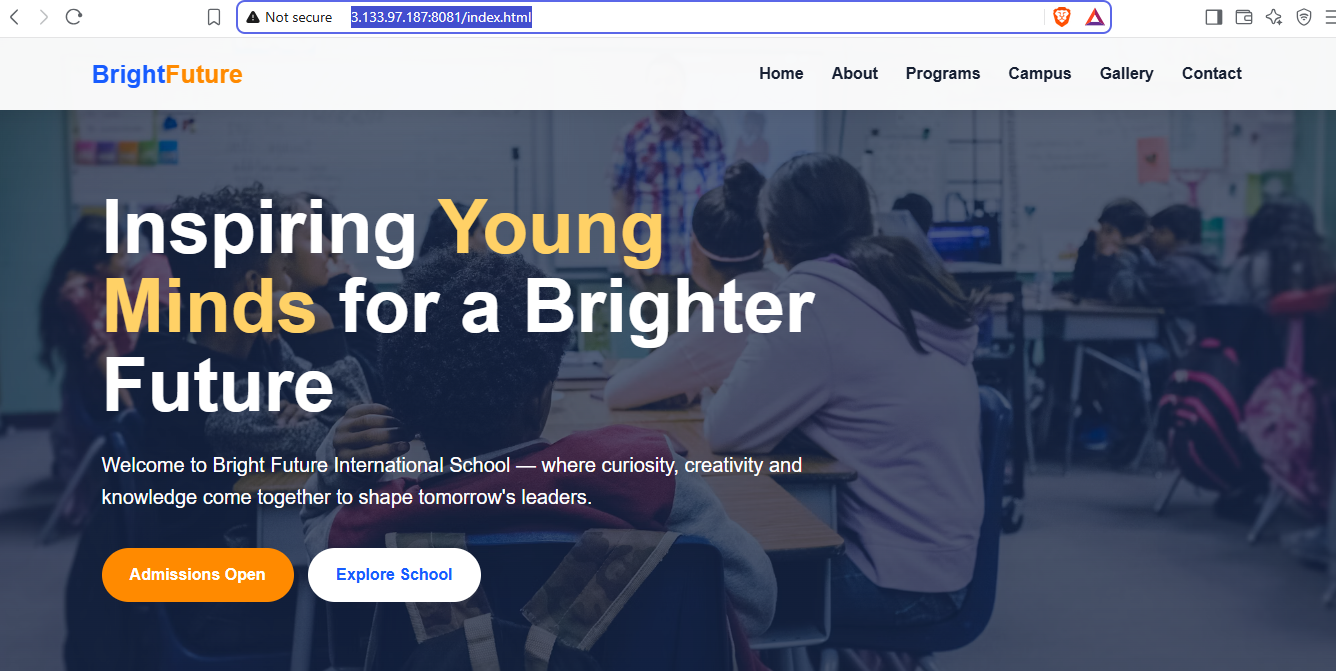 Not secure 3.133.97.187:8081/index.html
BrightFuture
Home About Programs Campus Gallery Contact
Inspiring Young
Minds for a Brighter
Future
Welcome to Bright Future International School — where curiosity, creativity and
knowledge come together to shape tomorrow's leaders.
Admissions Open Explore School